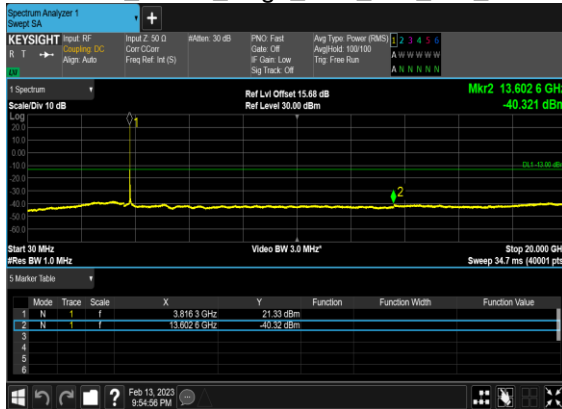 Spectrum Analyzer 1
Swept SA
+
KEYSIGHT Input: RF Input Z: 50 Ω #Atten: 30 dB PNO: Fast Avg Type: Power (RMS) 1 2 3 4 5 6
R T Coupling: DC Corr CCorr Gate: Off Avg|Hold: 100/100 A W W W W W
Align: Auto Freq Ref: Int (S) IF Gain: Low Trig: Free Run
LXI Sig Track: Off A N N N N N
1 Spectrum Ref Lvl Offset 15.68 dB Mkr2 13.602 6 GHz
Scale/Div 10 dB Ref Level 30.00 dBm -40.321 dBm
Log
20.0
10.0
0.00
-10.0
-20.0
-30.0
-40.0
-50.0
-60.0
1
2
DL1 -13.00 dBm
Start 30 MHz Video BW 3.0 MHz* Stop 20.000 GHz
#Res BW 1.0 MHz Sweep 34.7 ms (40001 pts)
5 Marker Table
Mode Trace Scale X Y Function Function Width Function Value
1 N 1 f 3.816 3 GHz 21.33 dBm
2 N 1 f 13.602 6 GHz -40.32 dBm
3
4
5
6
? Feb 13, 2023
9:54:56 PM